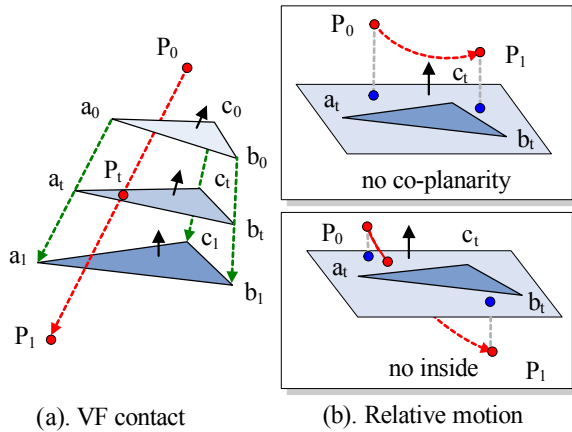 P0
a0
c0
b0
at
Pt
ct
bt
a1
c1
b1
P1
(a). VF contact
P0
P1
ct
at
bt
no co-planarity
P0
ct
at
bt
no inside
P1
(b). Relative motion